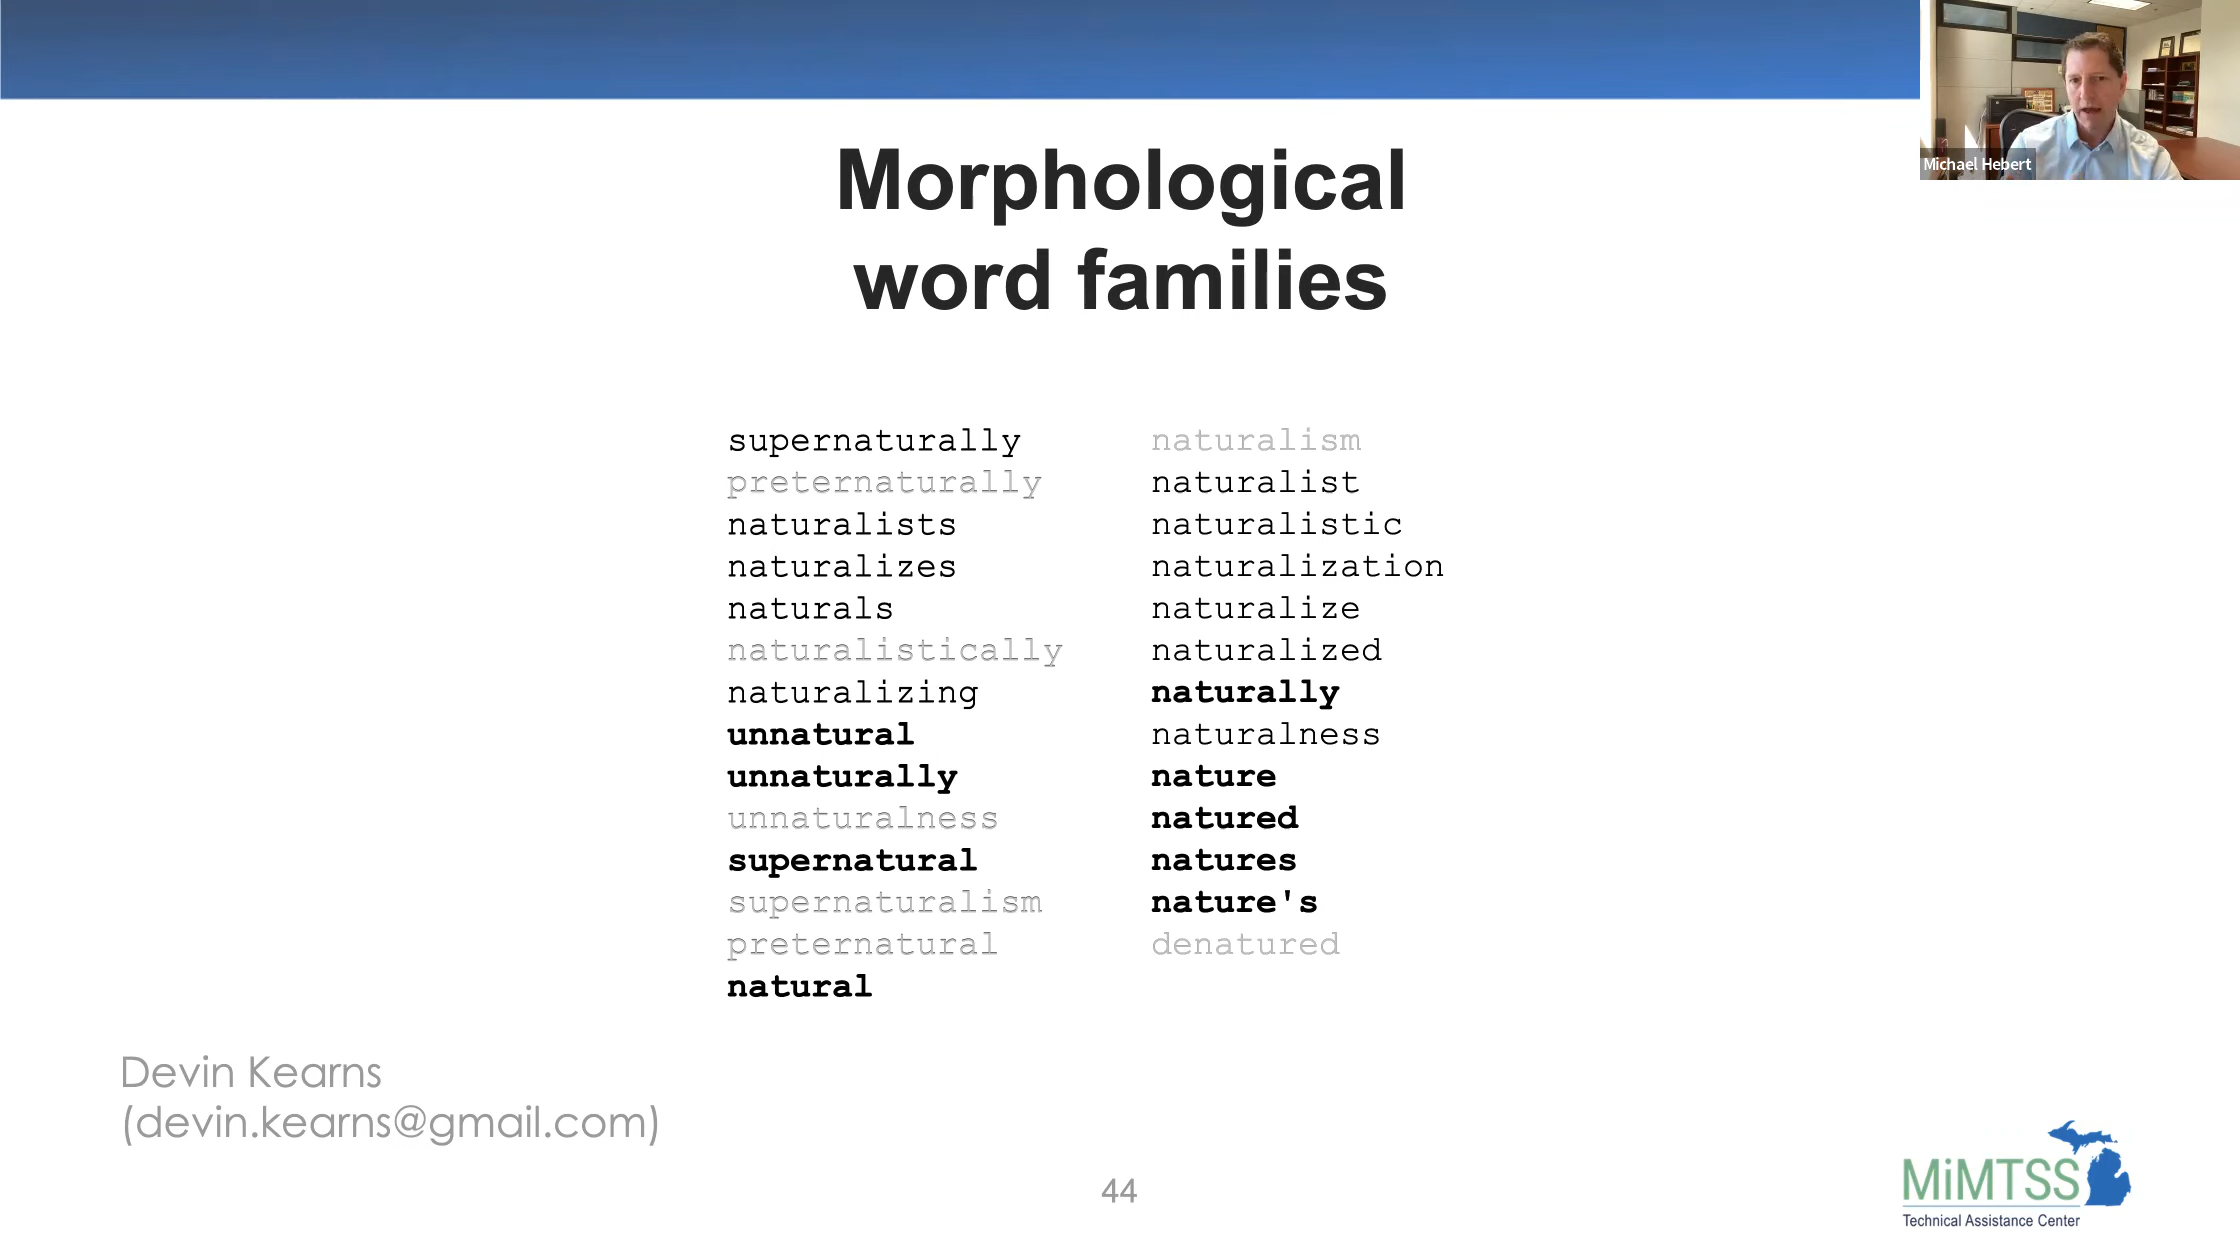 Michael Hebert
Morphological
word families
supernaturally
preternaturally
naturalists
naturalizes
naturals
naturalistically
naturalizing
unnatural
unnaturally
unnaturalness
supernatural
supernaturalism
preternatural
natural
naturalism
naturalist
naturalistic
naturalization
naturalize
naturalized
naturally
naturalness
nature
natured
natures
nature's
denatured
Devin Kearns
(devin.kearns@gmail.com)
44
MiMTSS
Technical Assistance Center